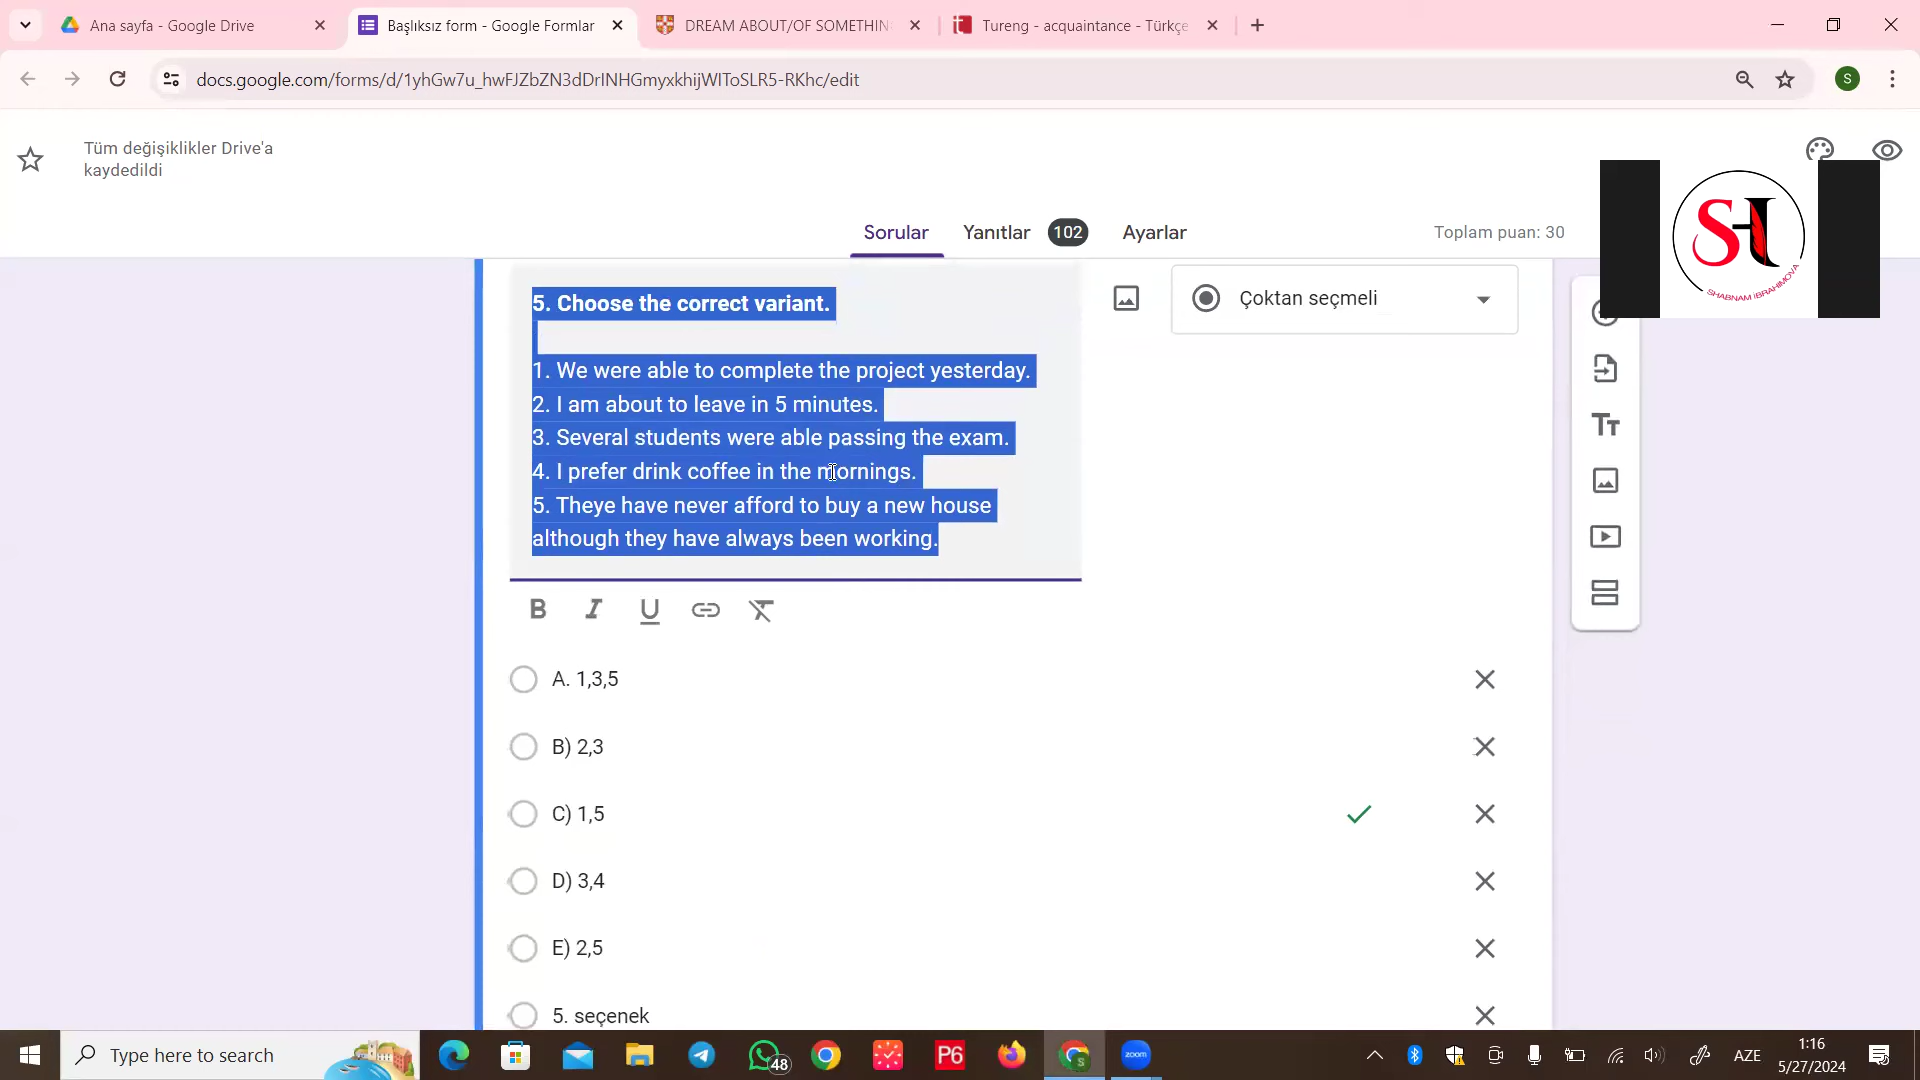 Ana sayfa - Google Drive
Başlıksız form - Google Formlar
DREAM ABOUT/OF SOMETHIN
Tureng - acquaintance - Türkçe
docs.google.com/forms/d/1yhGw7u_hwFJZbZN3dDrINHGmyxkhijWIToSLR5-RKhc/edit
S
Tüm değişiklikler Drive'a
kaydedildi
Sorular
Yanıtlar 102
Ayarlar
Toplam puan: 30
SHI
SHABNAM İBRAHIMOVA
5. Choose the correct variant.
Çoktan seçmeli
1. We were able to complete the project yesterday.
2. I am about to leave in 5 minutes.
3. Several students were able passing the exam.
4. I prefer drink coffee in the mornings.
5. Theye have never afford to buy a new house
although they have always been working.
Tт
B I U
A. 1,3,5
B) 2,3
C) 1,5
D) 3,4
E) 2,5
5. seçenek
Type here to search
48
P6
zoom
AZE
1:16
5/27/2024